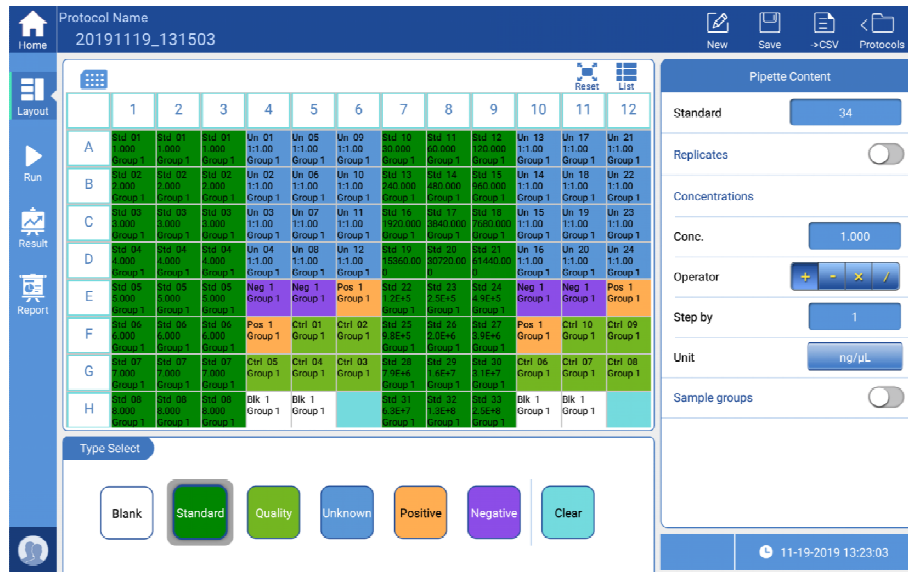 Protocol Name
20191119_131503
Home
New
Save
->CSV
Protocols
Layout
Run
Result
Report
Reset
List
1 2 3 4 5 6 7 8 9 10 11 12
A
Std 01 Std 01 Std 01 Un 01 Un 05 Un 09 Std 10 Std 11 Std 12 Un 13 Un 17 Un 21
1.000 1.000 1.000 1:1.00 1:1.00 1:1.00 30.000 60.000 120.000 1:1.00 1:1.00 1:1.00
Group 1 Group 1 Group 1 Group 1 Group 1 Group 1 Group 1 Group 1 Group 1 Group 1 Group 1 Group 1
B
Std 02 Std 02 Std 02 Un 02 Un 06 Un 10 Std 13 Std 14 Std 15 Un 14 Un 18 Un 22
2.000 2.000 2.000 1:1.00 1:1.00 1:1.00 240.000 480.000 960.000 1:1.00 1:1.00 1:1.00
Group 1 Group 1 Group 1 Group 1 Group 1 Group 1 Group 1 Group 1 Group 1 Group 1 Group 1 Group 1
C
Std 03 Std 03 Std 03 Un 03 Un 07 Un 11 Std 16 Std 17 Std 18 Un 15 Un 19 Un 23
3.000 3.000 3.000 1:1.00 1:1.00 1:1.00 1920.000 3840.000 7680.000 1:1.00 1:1.00 1:1.00
Group 1 Group 1 Group 1 Group 1 Group 1 Group 1 Group 1 Group 1 Group 1 Group 1 Group 1 Group 1
D
Std 04 Std 04 Std 04 Un 04 Un 08 Un 12 Std 19 Std 20 Std 21 Un 16 Un 20 Un 24
4.000 4.000 4.000 1:1.00 1:1.00 1:1.00 15360.00 30720.00 61440.00 1:1.00 1:1.00 1:1.00
Group 1 Group 1 Group 1 Group 1 Group 1 Group 1 0 0 0 Group 1 Group 1 Group 1
E
Std 05 Std 05 Std 05 Neg 1 Neg 1 Pos 1 Std 22 Std 23 Std 24 Neg 1 Neg 1 Pos 1
5.000 5.000 5.000 Group 1 Group 1 Group 1 1.2E+5 2.5E+5 4.9E+5 Group 1 Group 1 Group 1
Group 1 Group 1 Group 1 Group 1 Group 1 Group 1
F
Std 06 Std 06 Std 06 Pos 1 Ctrl 01 Ctrl 02 Std 25 Std 26 Std 27 Pos 1 Ctrl 10 Ctrl 09
6.000 6.000 6.000 Group 1 Group 1 Group 1 9.8E+5 2.0E+6 3.9E+6 Group 1 Group 1 Group 1
Group 1 Group 1 Group 1 Group 1 Group 1 Group 1
G
Std 07 Std 07 Std 07 Ctrl 05 Ctrl 04 Ctrl 03 Std 28 Std 29 Std 30 Ctrl 06 Ctrl 07 Ctrl 08
7.000 7.000 7.000 Group 1 Group 1 Group 1 7.9E+6 1.6E+7 3.1E+7 Group 1 Group 1 Group 1
Group 1 Group 1 Group 1 Group 1 Group 1 Group 1
H
Std 08 Std 08 Std 08 Blk 1 Blk 1 Std 31 Std 32 Std 33 Blk 1 Blk 1
8.000 8.000 8.000 Group 1 Group 1 6.3E+7 1.3E+8 2.5E+8 Group 1 Group 1
Group 1 Group 1 Group 1 Group 1 Group 1 Group 1
Type Select
Blank
Standard
Quality
Unknown
Positive
Negative
Clear
Pipette Content
Standard 34
Replicates
Concentrations
Conc. 1.000
Operator + - × /
Step by 1
Unit ng/µL
Sample groups
11-19-2019 13:23:03